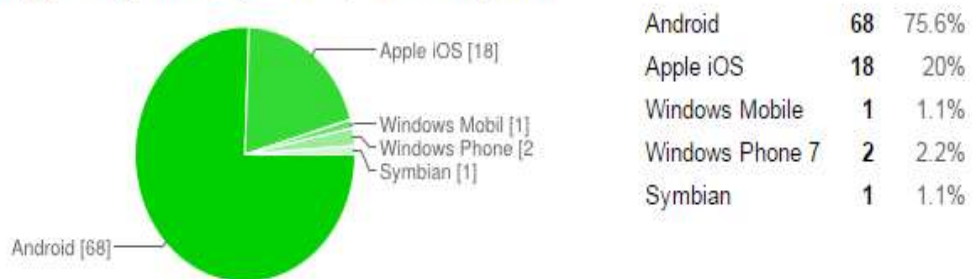 Apple iOS [18]
Windows Mobil [1]
Windows Phone [2
Symbian [1]
Android [68]
Android 68 75.6%
Apple iOS 18 20%
Windows Mobile 1 1.1%
Windows Phone 7 2 2.2%
Symbian 1 1.1%